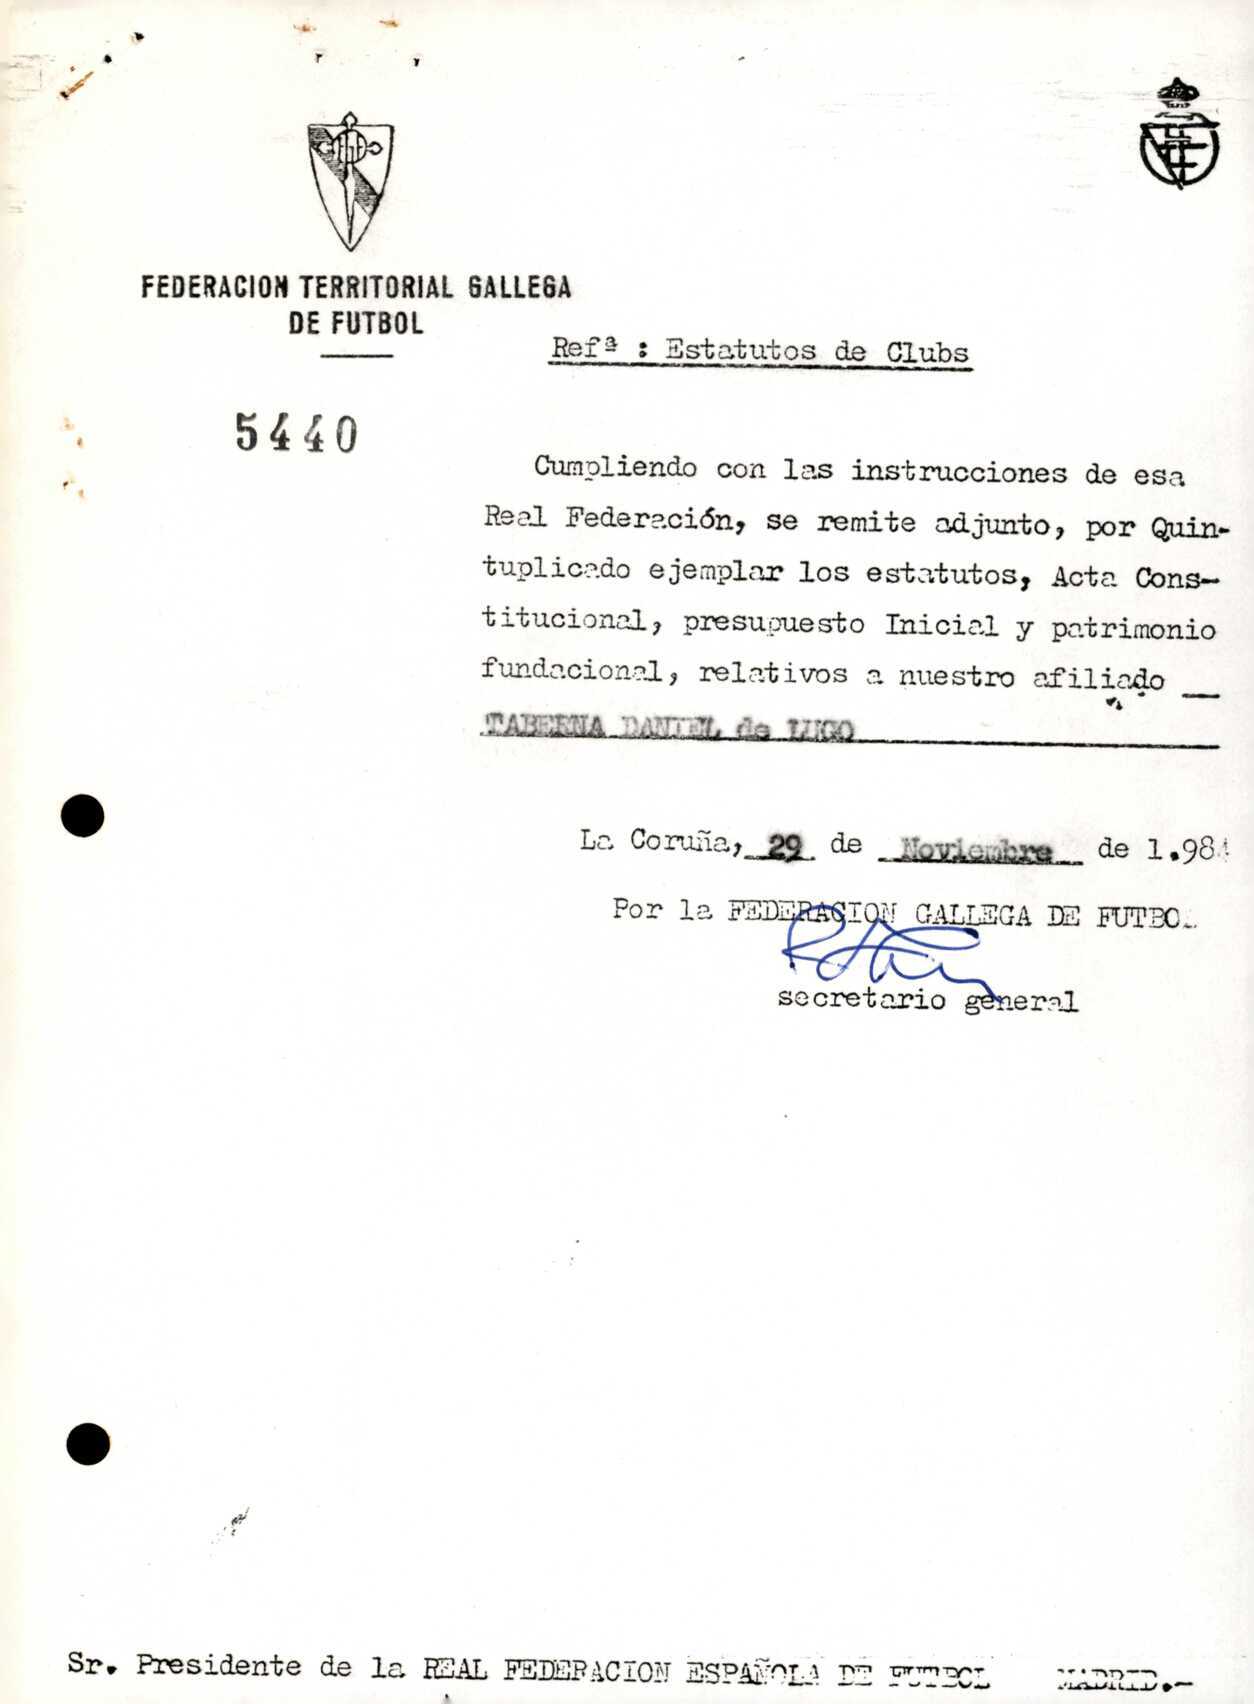 FEDERACION TERRITORIAL GALLEGA
DE FUTBOL
Refª : Estatutos de Clubs
5440
Cumpliendo con las instrucciones de esa
Real Federación, se remite adjunto, por Quin-
tuplicado ejemplar los estatutos, Acta Cons-
titucional, presupuesto Inicial y patrimonio
fundacional, relativos a nuestro afiliado
TABERNA DANIEL de LUGO
La Coruña, 29 de Noviembre de 1.984
Por la FEDERACION GALLEGA DE FUTBOL
secretario general
Sr. Presidente de la REAL FEDERACION ESPAÑOLA DE FUTBOL MADRID.-